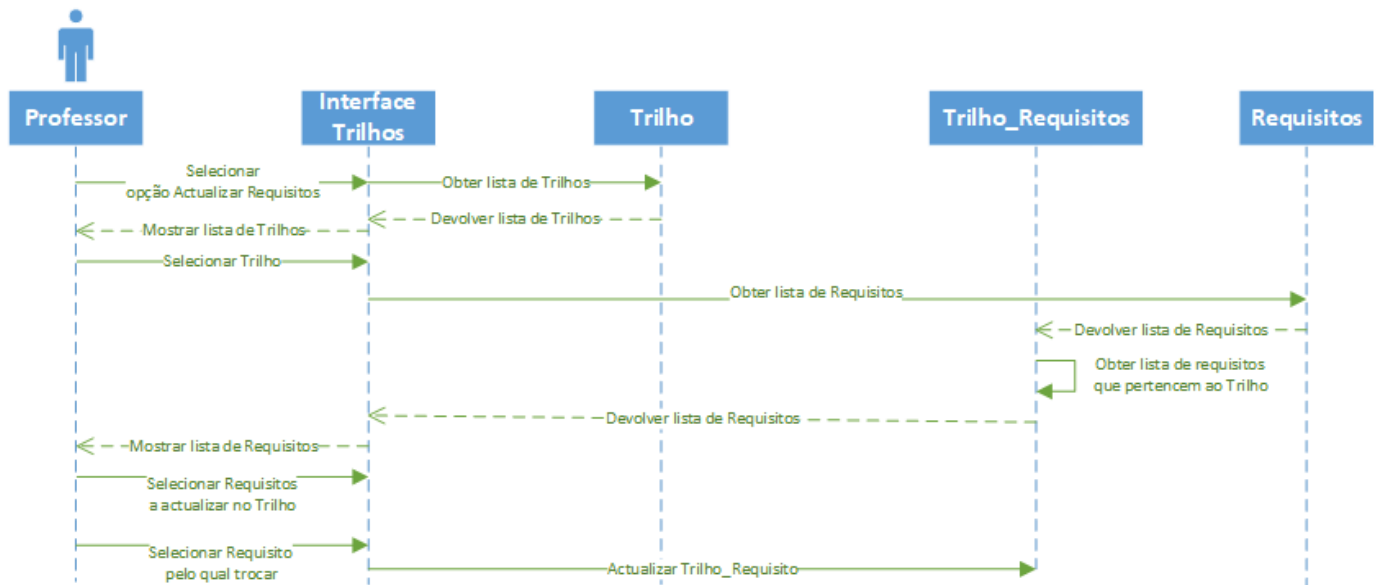 Professor
Interface
Trilhos
Trilho
Trilho_Requisitos
Requisitos
Selecionar
opção Actualizar Requisitos
Obter lista de Trilhos
Devolver lista de Trilhos
Mostrar lista de Trilhos
Selecionar Trilho
Obter lista de Requisitos
Devolver lista de Requisitos
Obter lista de requisitos
que pertencem ao Trilho
Devolver lista de Requisitos
Mostrar lista de Requisitos
Selecionar Requisitos
a actualizar no Trilho
Selecionar Requisito
pelo qual trocar
Actualizar Trilho_Requisito